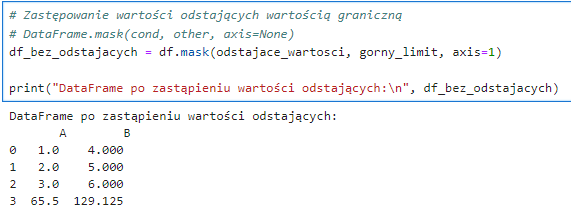 # Zastępowanie wartości odstających wartością graniczną
# DataFrame.mask(cond, other, axis=None)
df_bez_odstajacych = df.mask(odstajace_wartosci, gorny_limit, axis=1)
print("DataFrame po zastąpieniu wartości odstających:\n", df_bez_odstajacych)
DataFrame po zastąpieniu wartości odstających:
A B
0 1.0 4.000
1 2.0 5.000
2 3.0 6.000
3 65.5 129.125